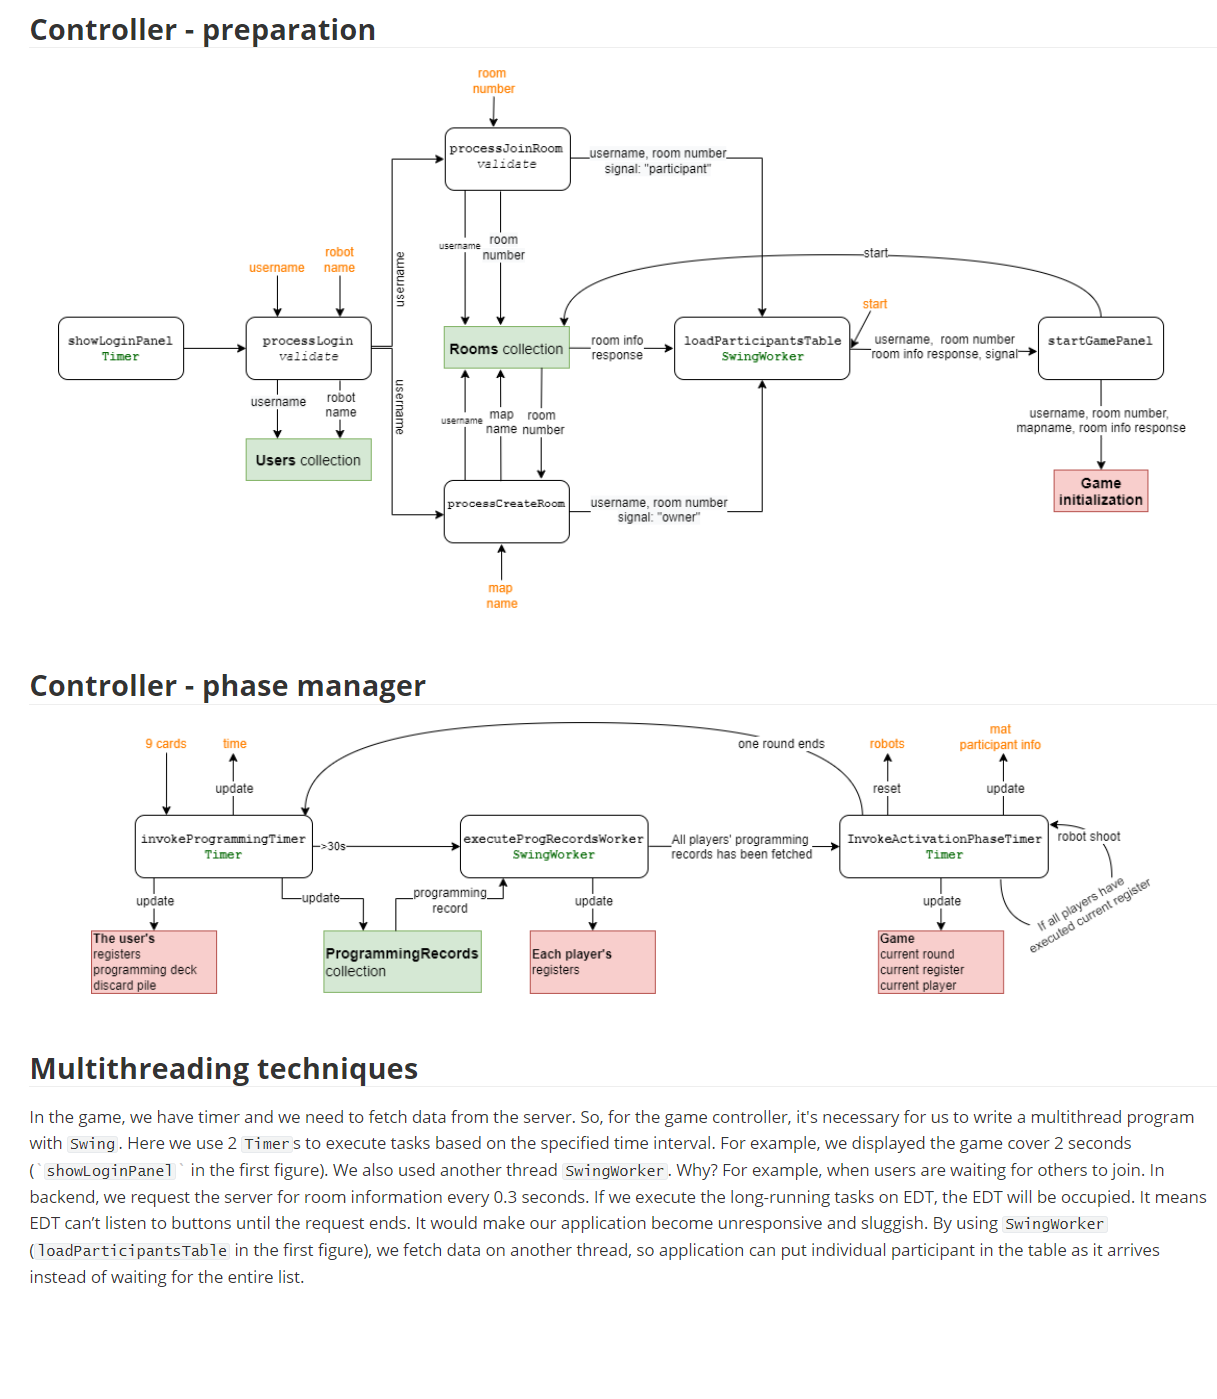 Controller - preparation
room
number
processJoinRoom
validate
username, room number
signal: "participant"
username
room
number
username
robot
name
username
start
start
showLoginPanel
Timer
processLogin
validate
Rooms collection
room info
response
loadParticipantsTable
SwingWorker
username, room number
room info response, signal
startGamePanel
username
robot
name
username
username
map
name
room
number
username, room number,
mapname, room info response
Users collection
processCreateRoom
username, room number
signal: "owner"
Game
initialization
map
name
Controller - phase manager
9 cards
time
one round ends
robots
mat
participant info
update
reset
update
invokeProgrammingTimer
Timer
>30s
executeProgRecordsWorker
SwingWorker
All players' programming
records has been fetched
InvokeActivationPhaseTimer
Timer
robot shoot
If all players have
executed current register
update
update
programming
record
update
update
The user's
registers
programming deck
discard pile
ProgrammingRecords
collection
Each player's
registers
Game
current round
current register
current player
Multithreading techniques
In the game, we have timer and we need to fetch data from the server. So, for the game controller, it's necessary for us to write a multithread program
with Swing. Here we use 2 Timers to execute tasks based on the specified time interval. For example, we displayed the game cover 2 seconds
(`showLoginPanel` in the first figure). We also used another thread SwingWorker. Why? For example, when users are waiting for others to join. In
backend, we request the server for room information every 0.3 seconds. If we execute the long-running tasks on EDT, the EDT will be occupied. It means
EDT can’t listen to buttons until the request ends. It would make our application become unresponsive and sluggish. By using SwingWorker
(loadParticipantsTable in the first figure), we fetch data on another thread, so application can put individual participant in the table as it arrives
instead of waiting for the entire list.